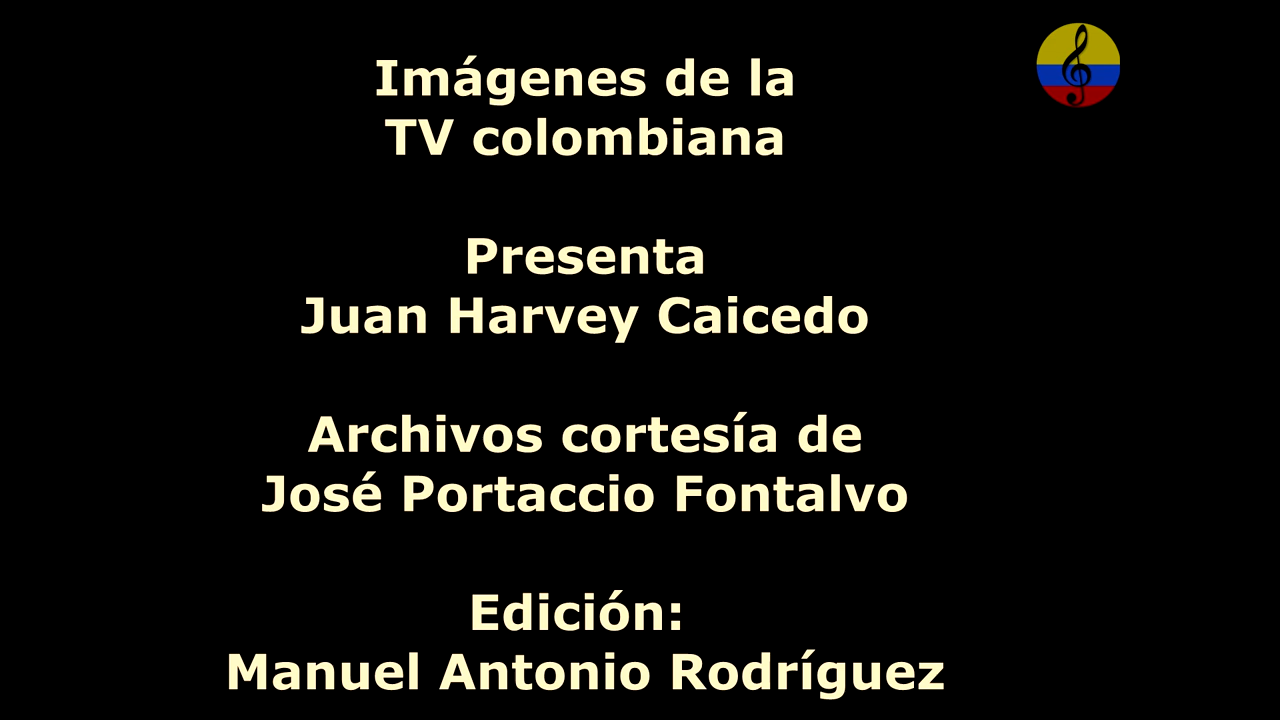 Imágenes de la
TV colombiana
Presenta
Juan Harvey Caicedo
Archivos cortesía de
José Portaccio Fontalvo
Edición:
Manuel Antonio Rodríguez